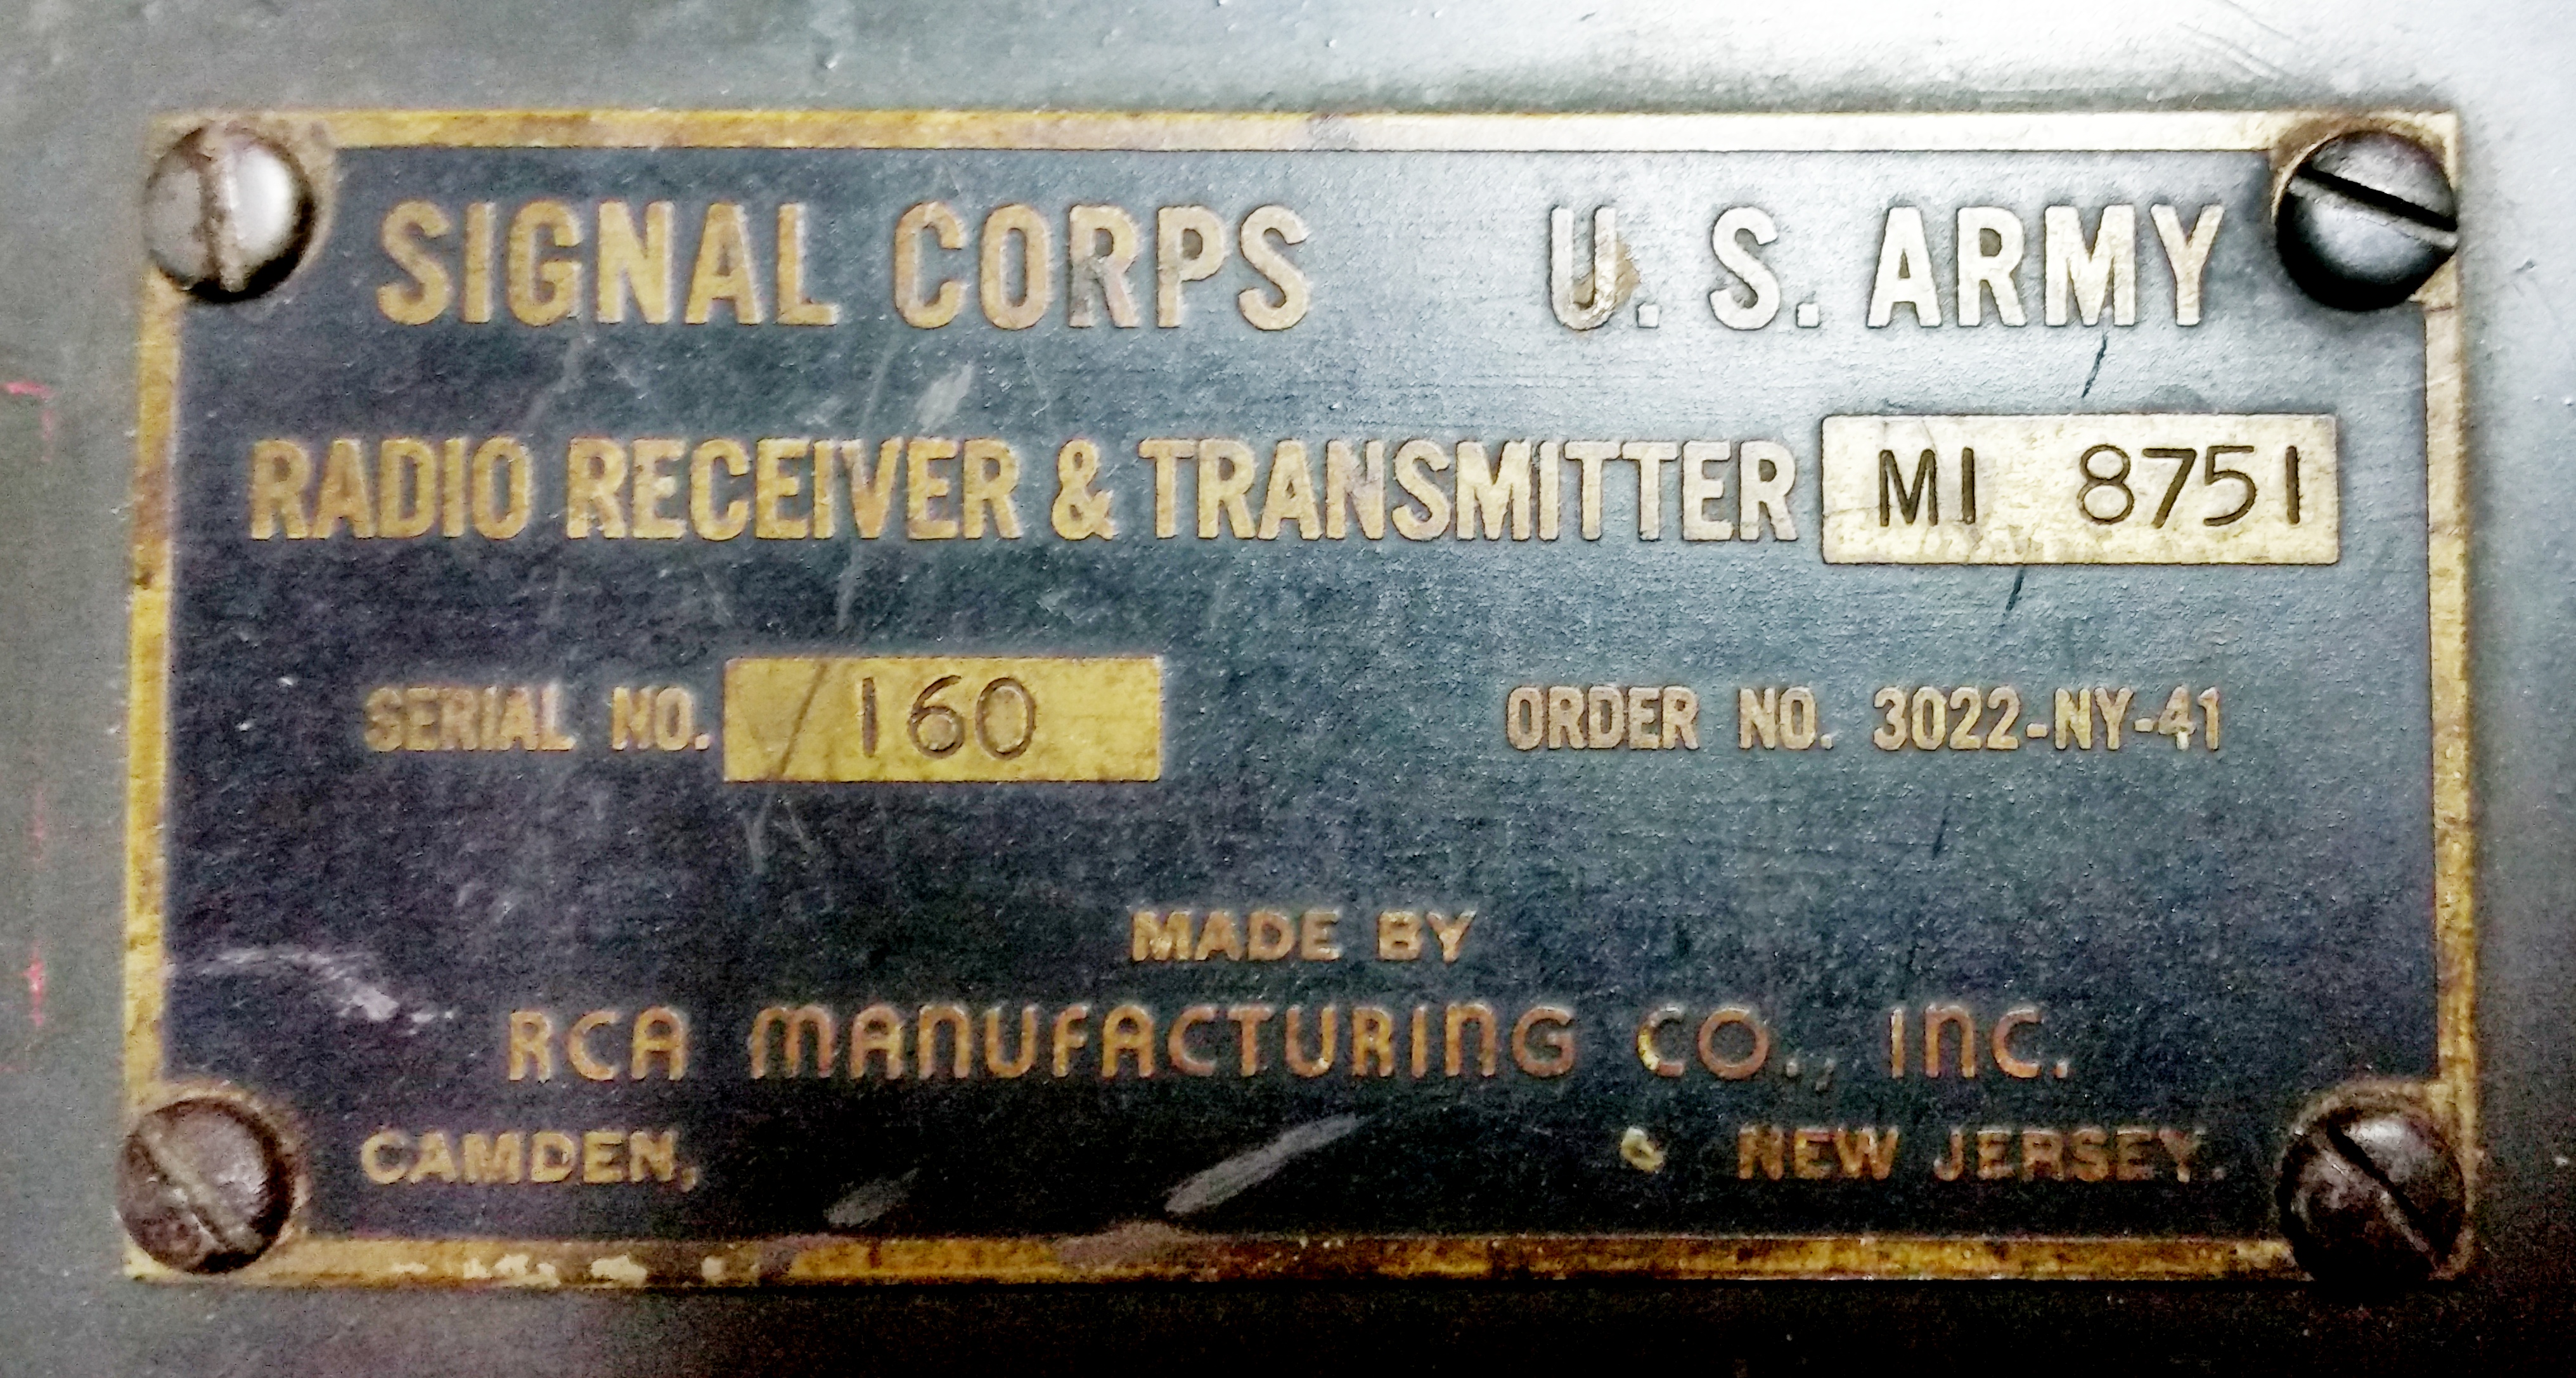 SIGNAL CORPS U. S. ARMY
RADIO RECEIVER & TRANSMITTER MI 8751
SERIAL NO. 160 ORDER NO. 3022-NY-41
MADE BY
RCA MANUFACTURING CO., INC.
CAMDEN, NEW JERSEY.